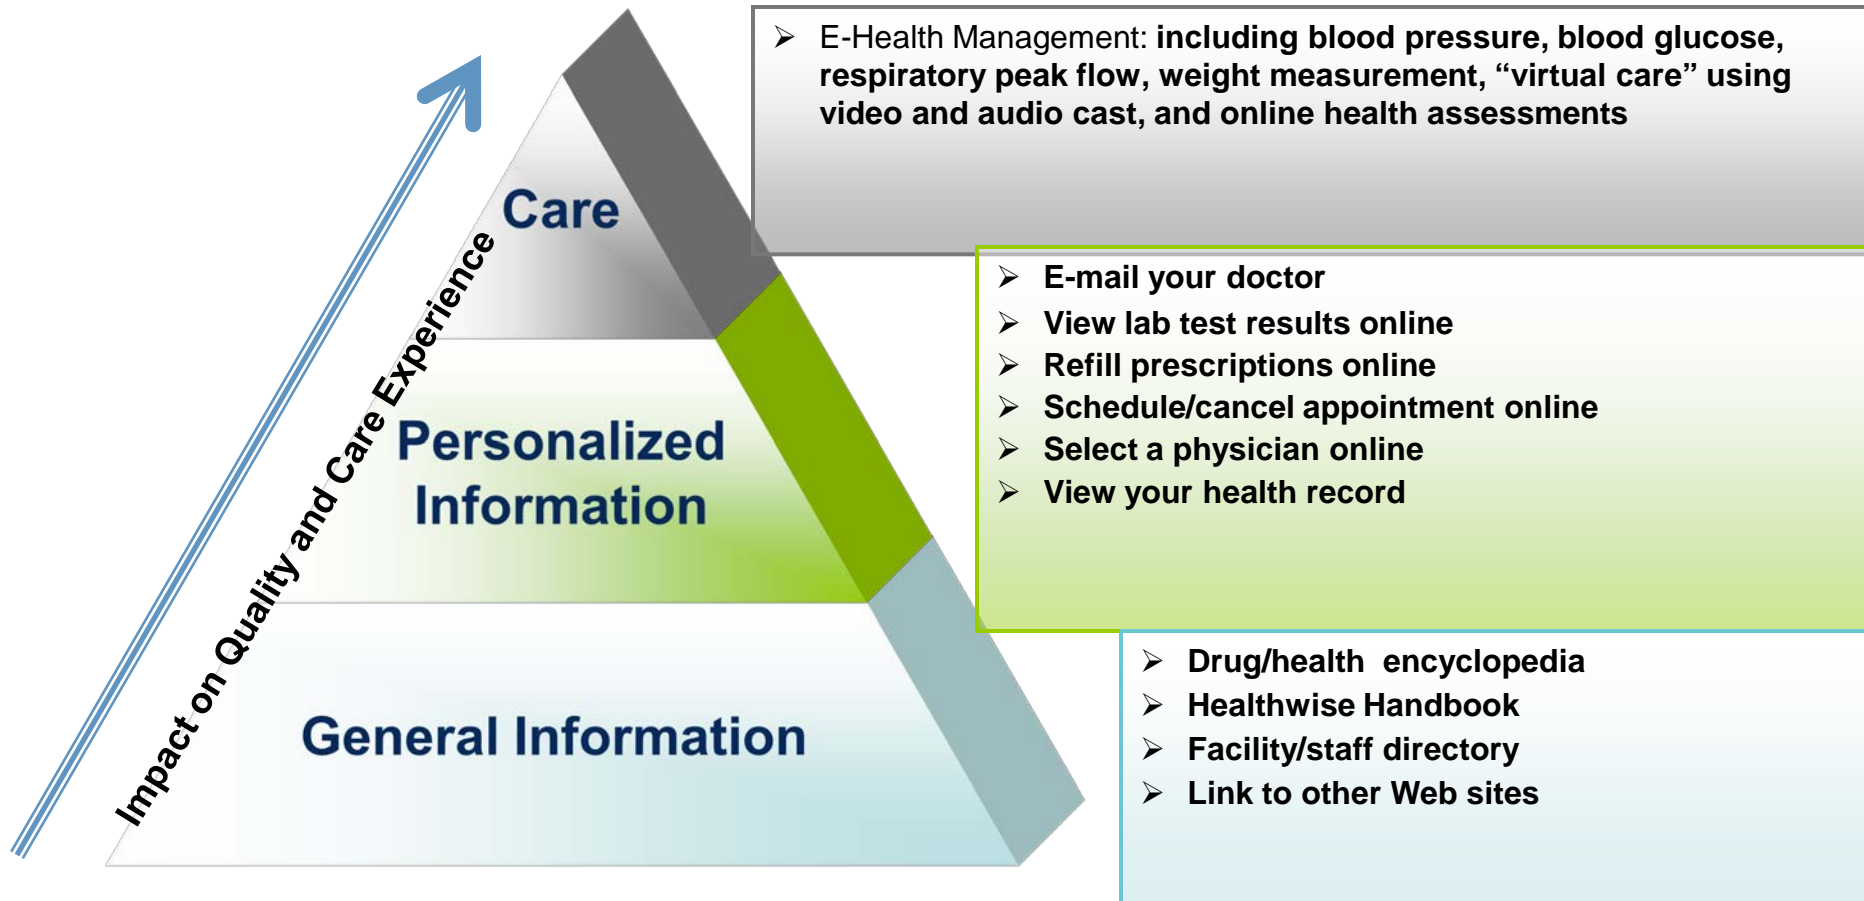 ➢ E-Health Management: including blood pressure, blood glucose,
respiratory peak flow, weight measurement, “virtual care” using
video and audio cast, and online health assessments
Care
Impact on Quality and Care Experience
➢ E-mail your doctor
➢ View lab test results online
➢ Refill prescriptions online
➢ Schedule/cancel appointment online
➢ Select a physician online
➢ View your health record
Personalized
Information
General Information
➢ Drug/health encyclopedia
➢ Healthwise Handbook
➢ Facility/staff directory
➢ Link to other Web sites